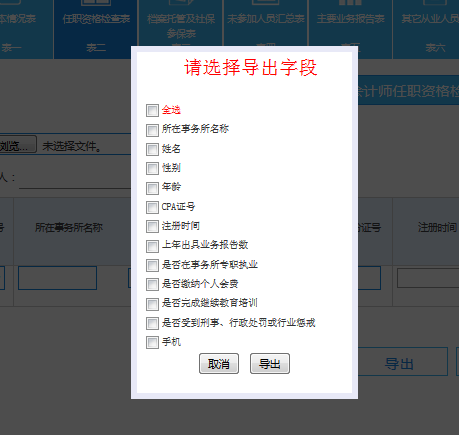 本情况表
任职资格检查表
档案托管及社保
参保表
未参加人员汇总表
主要业务报告表
其它从业人员
表一
表二
表六
请选择导出字段
会计师任职资格检
全选
浏览...
未选择文件。
所在事务所名称
姓名
性别
人：
年龄
CPA证号
号
所在事务所名称
证号
注册时间
注册时间
上年出具业务报告数
是否在事务所专职执业
是否缴纳个人会费
是否完成继续教育培训
是否受到刑事、行政处罚或行业惩戒
手机
取消
导出
导出